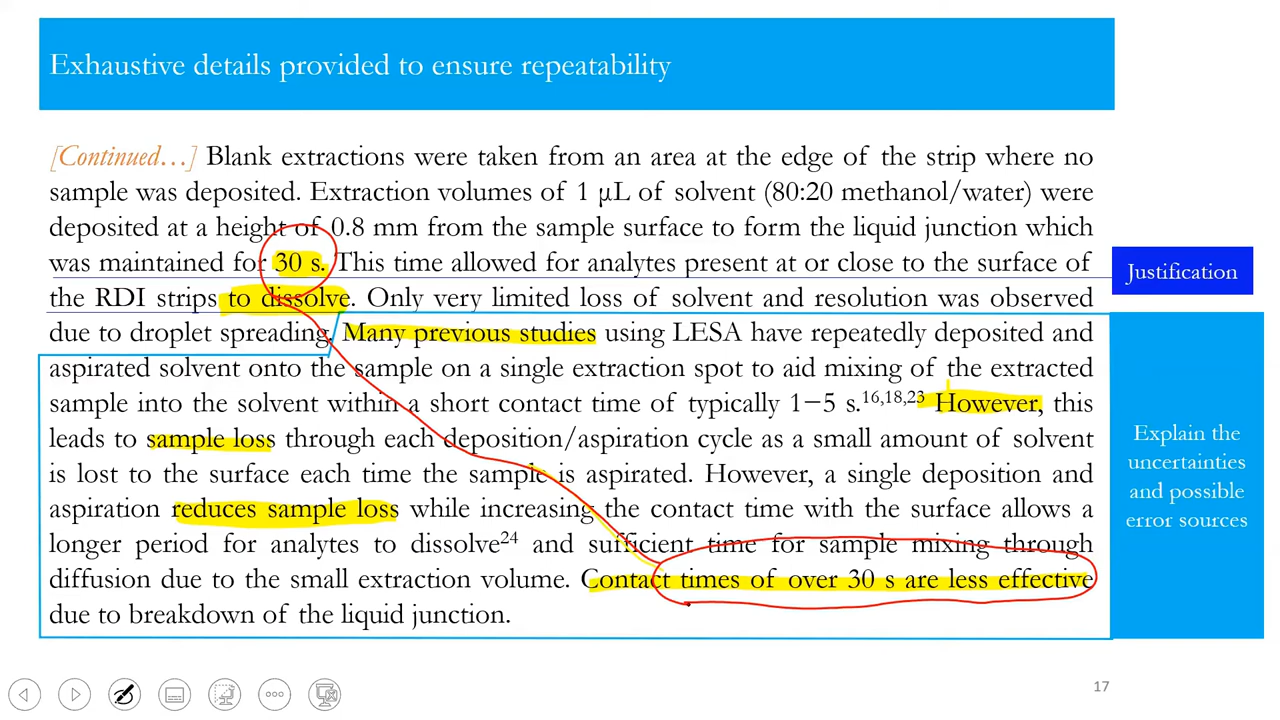 Exhaustive details provided to ensure repeatability
[Continued…] Blank extractions were taken from an area at the edge of the strip where no
sample was deposited. Extraction volumes of 1 μL of solvent (80:20 methanol/water) were
deposited at a height of 0.8 mm from the sample surface to form the liquid junction which
was maintained for 30 s. This time allowed for analytes present at or close to the surface of
the RDI strips to dissolve. Only very limited loss of solvent and resolution was observed
due to droplet spreading. Many previous studies using LESA have repeatedly deposited and
aspirated solvent onto the sample on a single extraction spot to aid mixing of the extracted
sample into the solvent within a short contact time of typically 1−5 s.16,18,23 However, this
leads to sample loss through each deposition/aspiration cycle as a small amount of solvent
is lost to the surface each time the sample is aspirated. However, a single deposition and
aspiration reduces sample loss while increasing the contact time with the surface allows a
longer period for analytes to dissolve24 and sufficient time for sample mixing through
diffusion due to the small extraction volume. Contact times of over 30 s are less effective
due to breakdown of the liquid junction.
Justification
Explain the
uncertainties
and possible
error sources
17